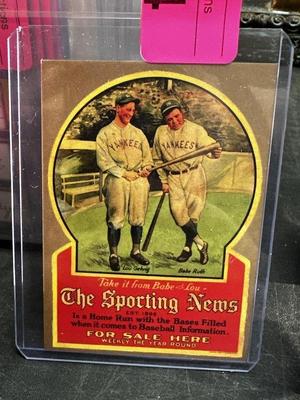 YANKEES
YANKEES
Lou Gehrig
Babe Ruth
Take it from Babe and Lou -
The Sporting News
EST 1886
Is a Home Run with the Bases Filled
when it comes to Baseball Information.
FOR SALE HERE
WEEKLY THE YEAR ROUND